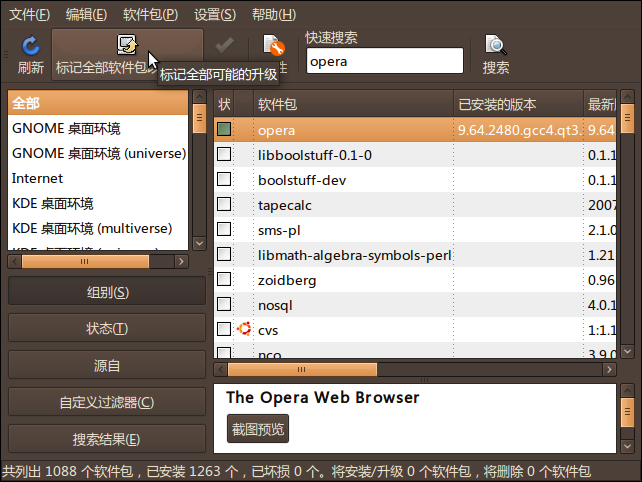 文件(F) 编辑(E) 软件包(P) 设置(S) 帮助(H)
快速搜索
刷新 标记全部软件包以 性 opera 搜索
标记全部可能的升级
全部
GNOME 桌面环境
GNOME 桌面环境 (universe)
Internet
KDE 桌面环境
KDE 桌面环境 (multiverse)
KDE 桌面环境
组别(S)
状态(T)
源自
自定义过滤器(C)
搜索结果(E)
状 软件包 已安装的版本 最新
opera 9.64.2480.gcc4.qt3. 9.64
libboolstuff-0.1-0 0.1.1
boolstuff-dev 0.1.1
tapecalc 2007
sms-pl 2.1.0
libmath-algebra-symbols-perl 1.21
zoidberg 0.96
nosql 4.0.1
cvs 1:1.1
nco 3.9.0
The Opera Web Browser
截图预览
共列出 1088 个软件包，已安装 1263 个，已坏损 0 个。将安装/升级 0 个软件包，将删除 0 个软件包